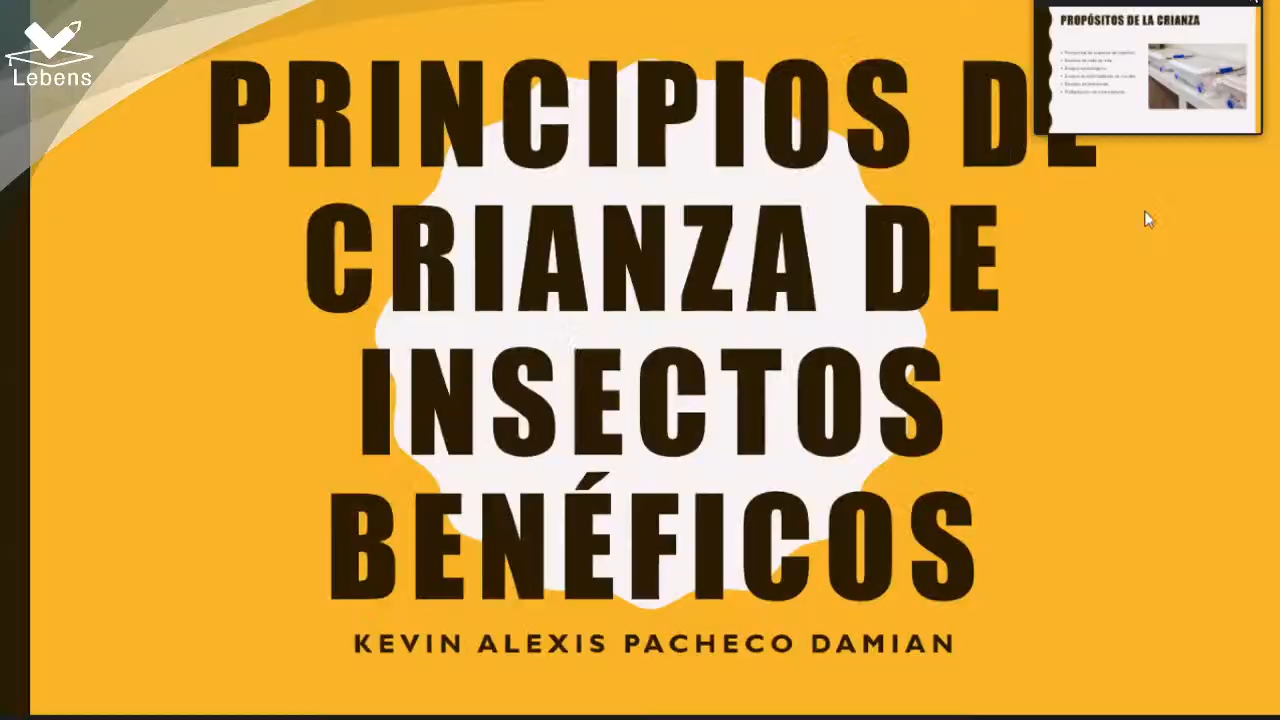 Lebens
PROPÓSITOS DE LA CRIANZA
PRINCIPIOS DE
CRIANZA DE
INSECTOS
BENÉFICOS
KEVIN ALEXIS PACHECO DAMIAN